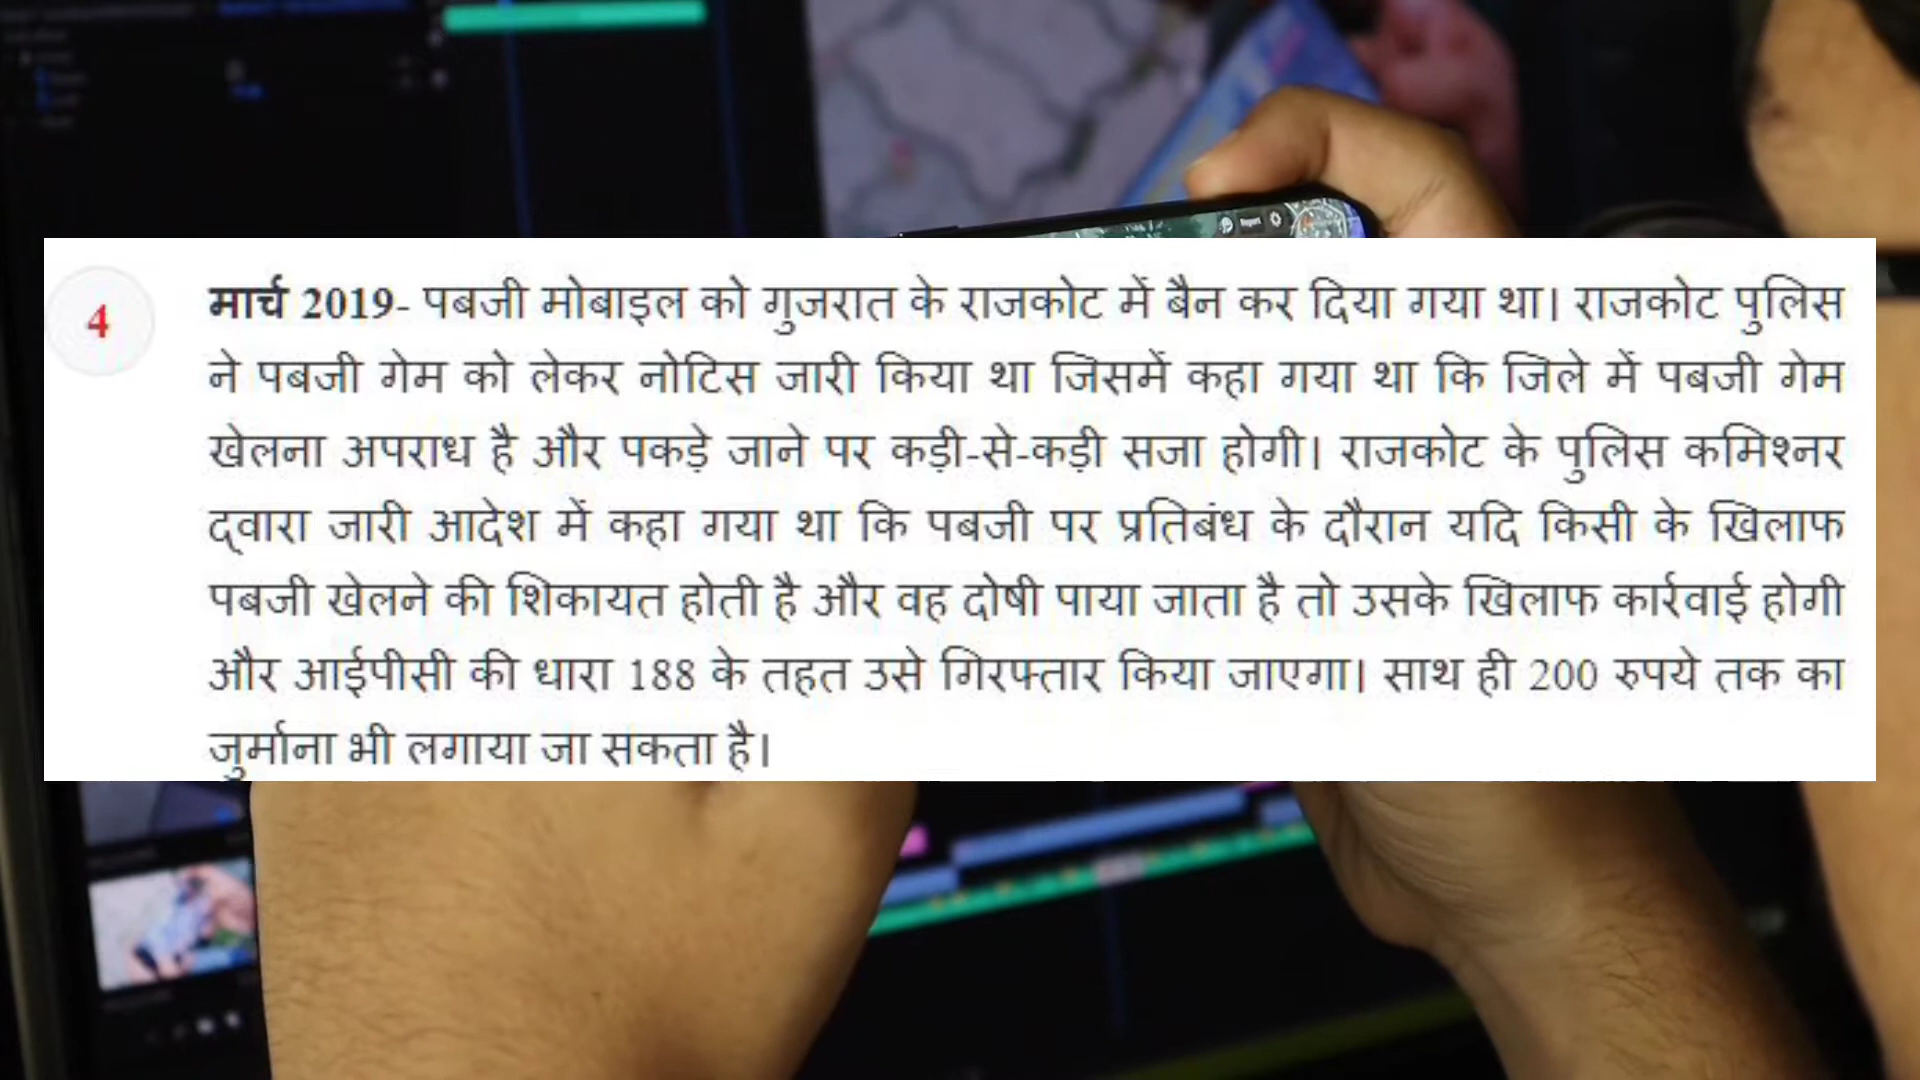 Report
4
मार्च 2019- पबजी मोबाइल को गुजरात के राजकोट में बैन कर दिया गया था। राजकोट पुलिस
ने पबजी गेम को लेकर नोटिस जारी किया था जिसमें कहा गया था कि जिले में पबजी गेम
खेलना अपराध है और पकड़े जाने पर कड़ी-से-कड़ी सजा होगी। राजकोट के पुलिस कमिश्नर
द्वारा जारी आदेश में कहा गया था कि पबजी पर प्रतिबंध के दौरान यदि किसी के खिलाफ
पबजी खेलने की शिकायत होती है और वह दोषी पाया जाता है तो उसके खिलाफ कार्रवाई होगी
और आईपीसी की धारा 188 के तहत उसे गिरफ्तार किया जाएगा। साथ ही 200 रुपये तक का
जुर्माना भी लगाया जा सकता है।